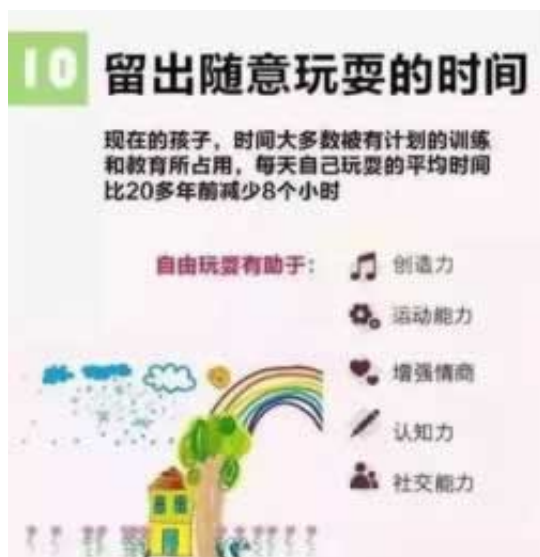 10
留出随意玩耍的时间
现在的孩子，时间大多数被有计划的训练
和教育所占用，每天自己玩耍的平均时间
比20多年前减少8个小时
自由玩耍有助于：
创造力
运动能力
增强情商
认知力
社交能力